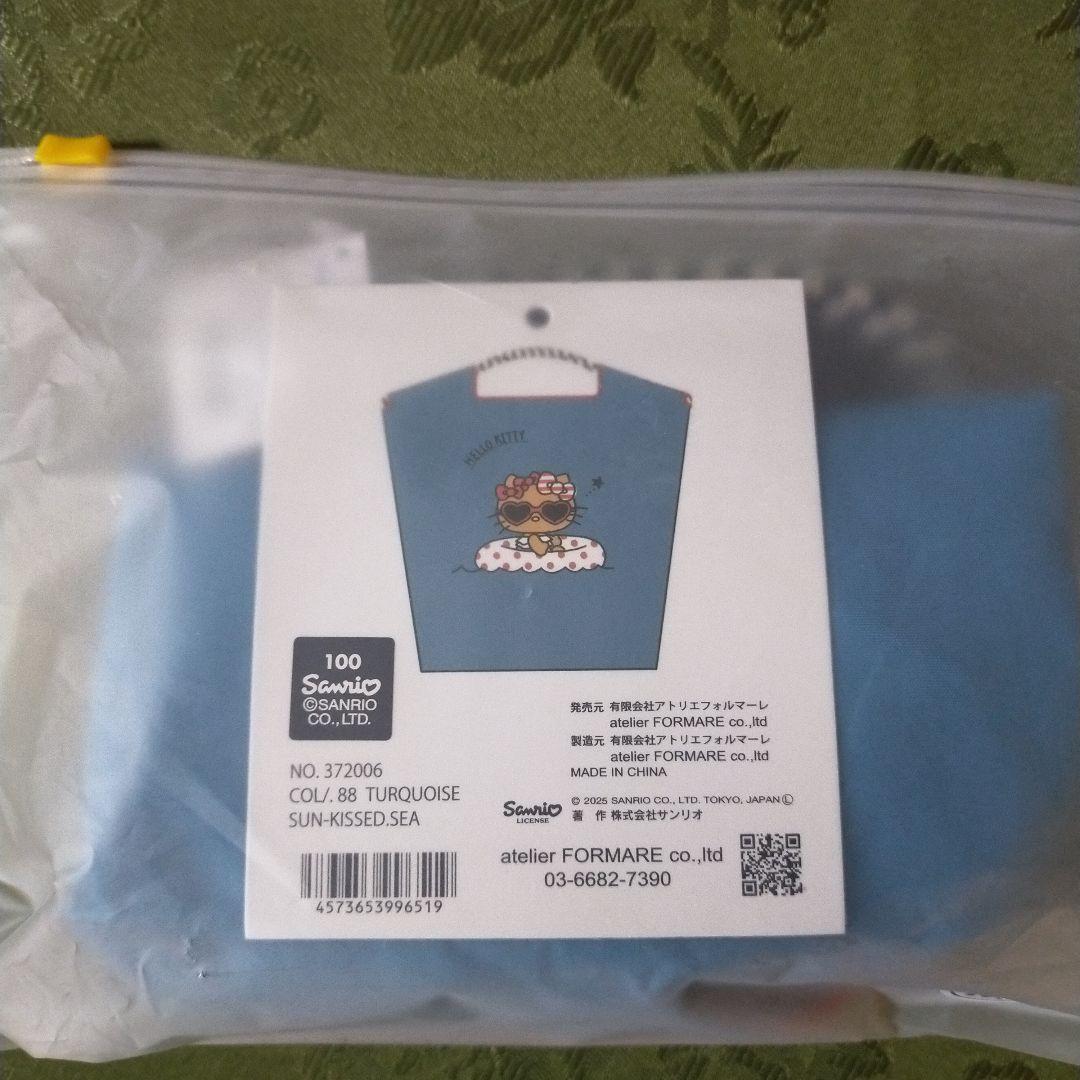 HELLO KITTY
100
Sanrio
©SANRIO
CO.,LTD.
NO. 372006
COL/. 88 TURQUOISE
SUN-KISSED.SEA
4573653996519
発売元 有限会社アトリエフォルマーレ
atelier FORMARE co.,ltd
製造元 有限会社アトリエフォルマーレ
atelier FORMARE co.,ltd
MADE IN CHINA
Sanrio
LICENSE
© 2025 SANRIO CO., LTD. TOKYO, JAPAN Ⓛ
著 作 株式会社サンリオ
atelier FORMARE co.,ltd
03-6682-7390